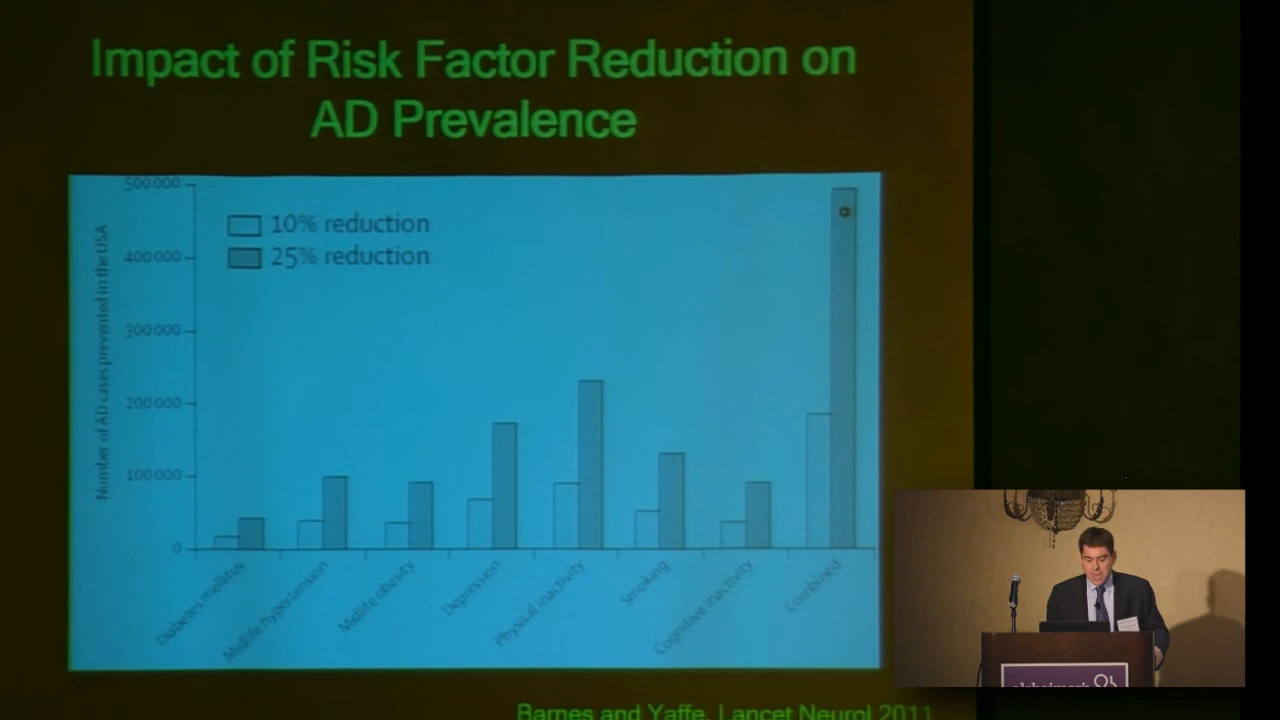 Impact of Risk Factor Reduction on
AD Prevalence
500 000
10% reduction
25% reduction
400 000
300 000
200 000
100 000
0
Number of AD cases prevented in the USA
Diabetes mellitus
Midlife hypertension
Midlife obesity
Depression
Physical inactivity
Smoking
Cognitive inactivity
Combined
Barnes and Yaffe, Lancet Neurol 2011
alzheimer's